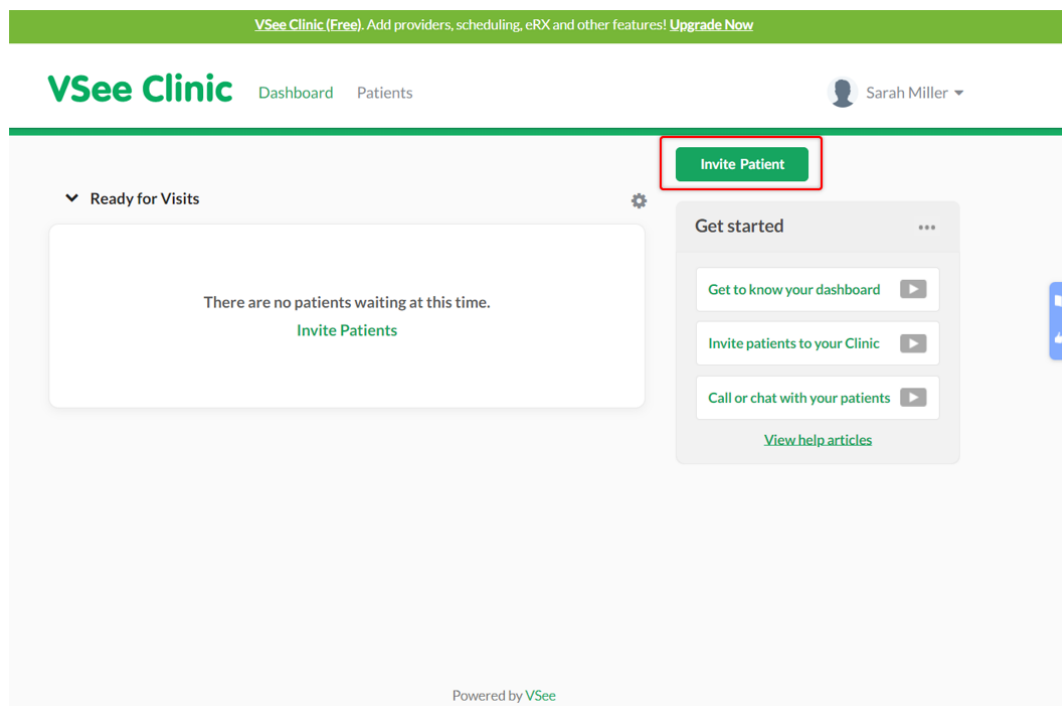 VSee Clinic (Free). Add providers, scheduling, eRX and other features! Upgrade Now
VSee Clinic
Dashboard
Patients
Sarah Miller
Invite Patient
Ready for Visits
There are no patients waiting at this time.
Invite Patients
Get started
Get to know your dashboard
Invite patients to your Clinic
Call or chat with your patients
View help articles
Powered by VSee